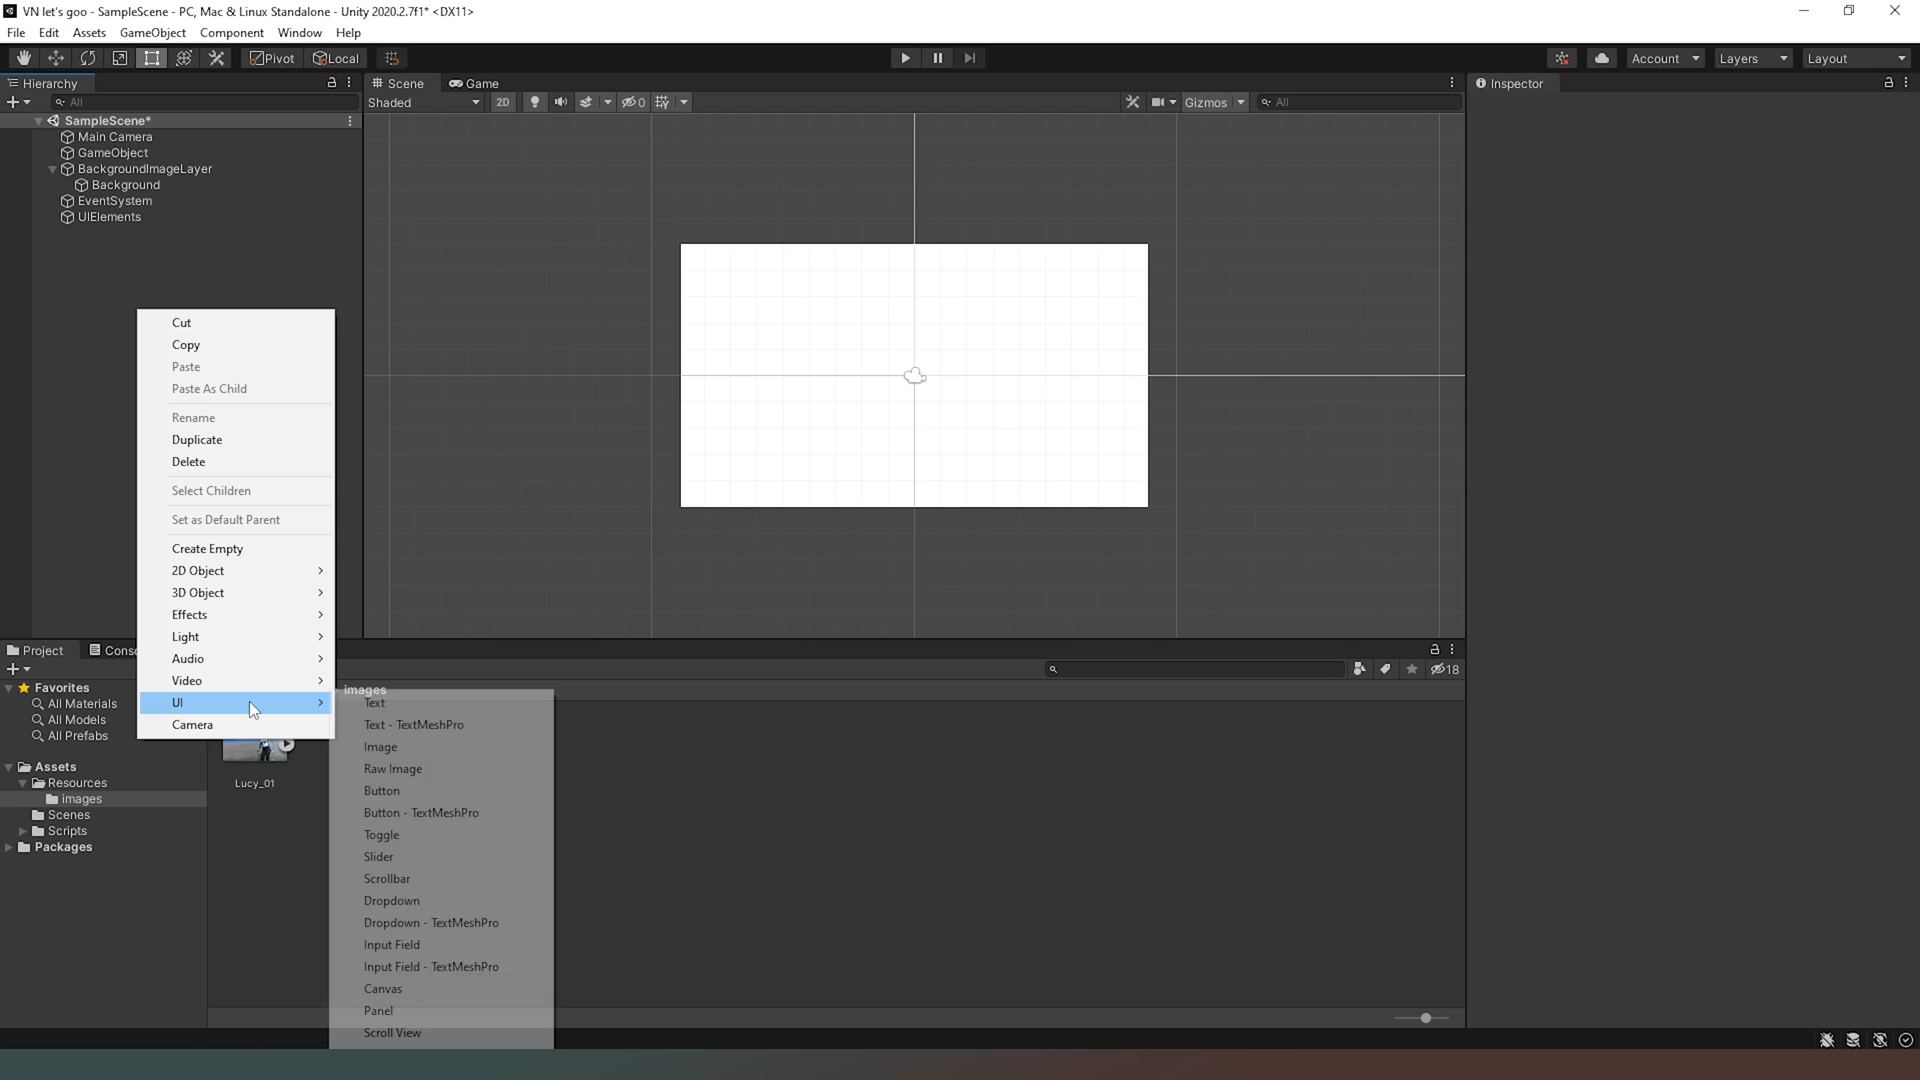 VN let's goo - SampleScene - PC, Mac & Linux Standalone - Unity 2020.2.7f1* <DX11>
File Edit Assets GameObject Component Window Help
Pivot Local Account Layers Layout
Hierarchy Scene Game Inspector
All Shaded 2D 0 Gizmos All
SampleScene*
Main Camera
GameObject
BackgroundImageLayer
Background
EventSystem
UIElements
Cut
Copy
Paste
Paste As Child
Rename
Duplicate
Delete
Select Children
Set as Default Parent
Create Empty
2D Object
3D Object
Effects
Light
Audio
Video
UI
Camera
Project Conso
18
Favorites
All Materials
All Models
All Prefabs
Assets
Resources
images
Scenes
Scripts
Packages
images
Lucy_01
Text
Text - TextMeshPro
Image
Raw Image
Button
Button - TextMeshPro
Toggle
Slider
Scrollbar
Dropdown
Dropdown - TextMeshPro
Input Field
Input Field - TextMeshPro
Canvas
Panel
Scroll View